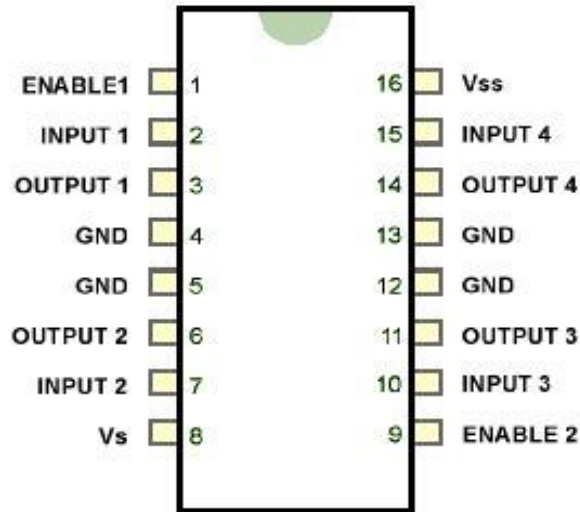 ENABLE1 1 16 Vss
INPUT 1 2 15 INPUT 4
OUTPUT 1 3 14 OUTPUT 4
GND 4 13 GND
GND 5 12 GND
OUTPUT 2 6 11 OUTPUT 3
INPUT 2 7 10 INPUT 3
Vs 8 9 ENABLE 2